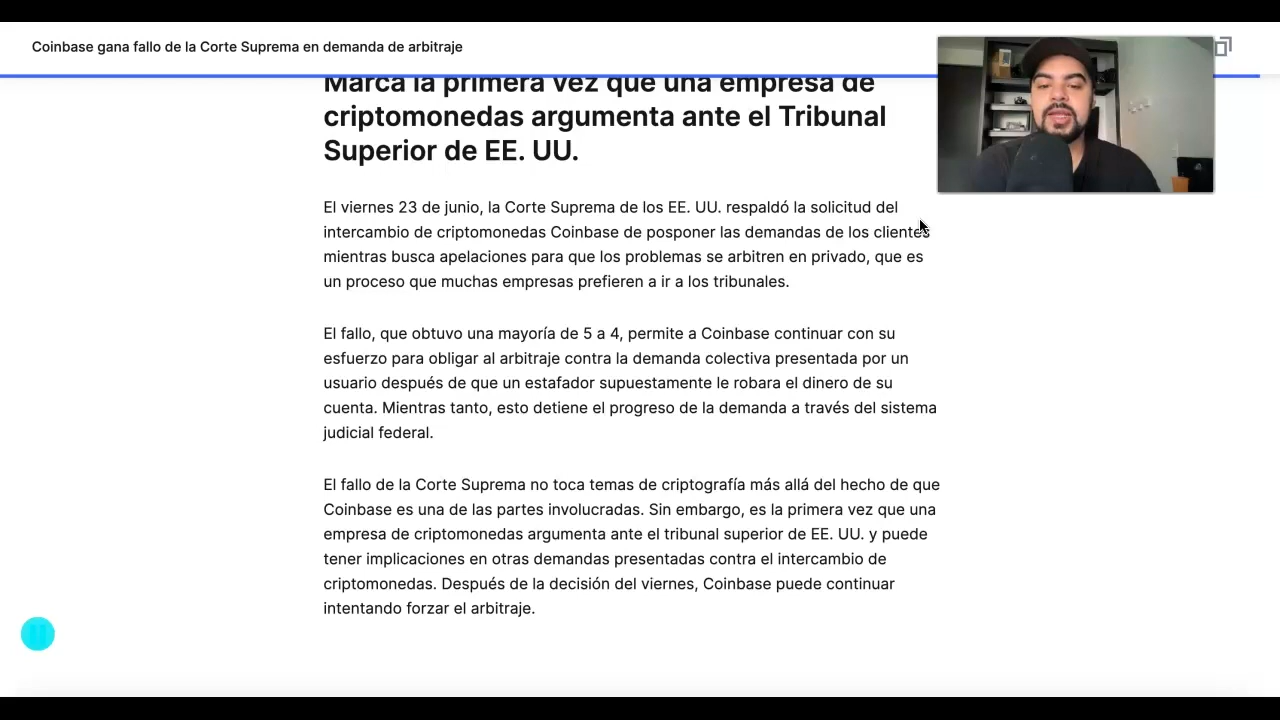 Coinbase gana fallo de la Corte Suprema en demanda de arbitraje
Marca la primera vez que una empresa de
criptomonedas argumenta ante el Tribunal
Superior de EE. UU.
El viernes 23 de junio, la Corte Suprema de los EE. UU. respaldó la solicitud del
intercambio de criptomonedas Coinbase de posponer las demandas de los clientes
mientras busca apelaciones para que los problemas se arbitren en privado, que es
un proceso que muchas empresas prefieren a ir a los tribunales.
El fallo, que obtuvo una mayoría de 5 a 4, permite a Coinbase continuar con su
esfuerzo para obligar al arbitraje contra la demanda colectiva presentada por un
usuario después de que un estafador supuestamente le robara el dinero de su
cuenta. Mientras tanto, esto detiene el progreso de la demanda a través del sistema
judicial federal.
El fallo de la Corte Suprema no toca temas de criptografía más allá del hecho de que
Coinbase es una de las partes involucradas. Sin embargo, es la primera vez que una
empresa de criptomonedas argumenta ante el tribunal superior de EE. UU. y puede
tener implicaciones en otras demandas presentadas contra el intercambio de
criptomonedas. Después de la decisión del viernes, Coinbase puede continuar
intentando forzar el arbitraje.